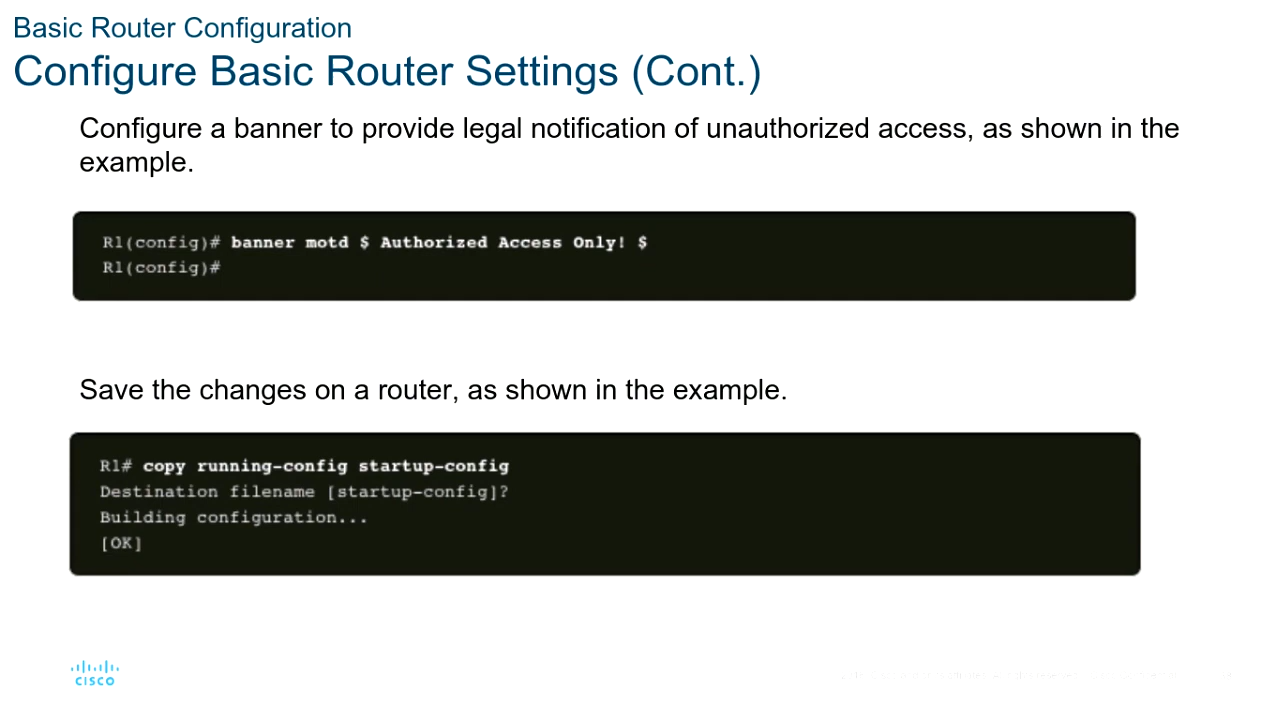 Basic Router Configuration
Configure Basic Router Settings (Cont.)
Configure a banner to provide legal notification of unauthorized access, as shown in the
example.
R1(config)# banner motd $ Authorized Access Only! $
R1(config)#
Save the changes on a router, as shown in the example.
R1# copy running-config startup-config
Destination filename [startup-config]?
Building configuration...
[OK]
CISCO